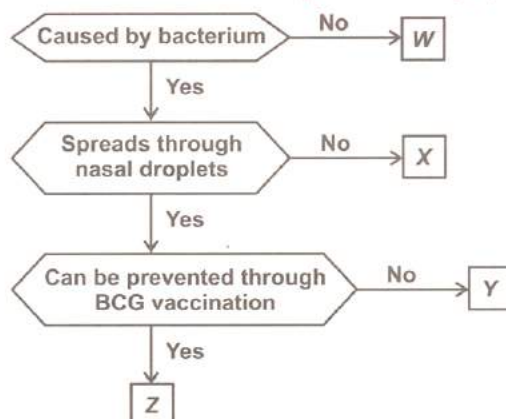 Caused by bacterium
No
W
Yes
Spreads through
nasal droplets
No
X
Yes
Can be prevented through
BCG vaccination
No
Y
Yes
Z